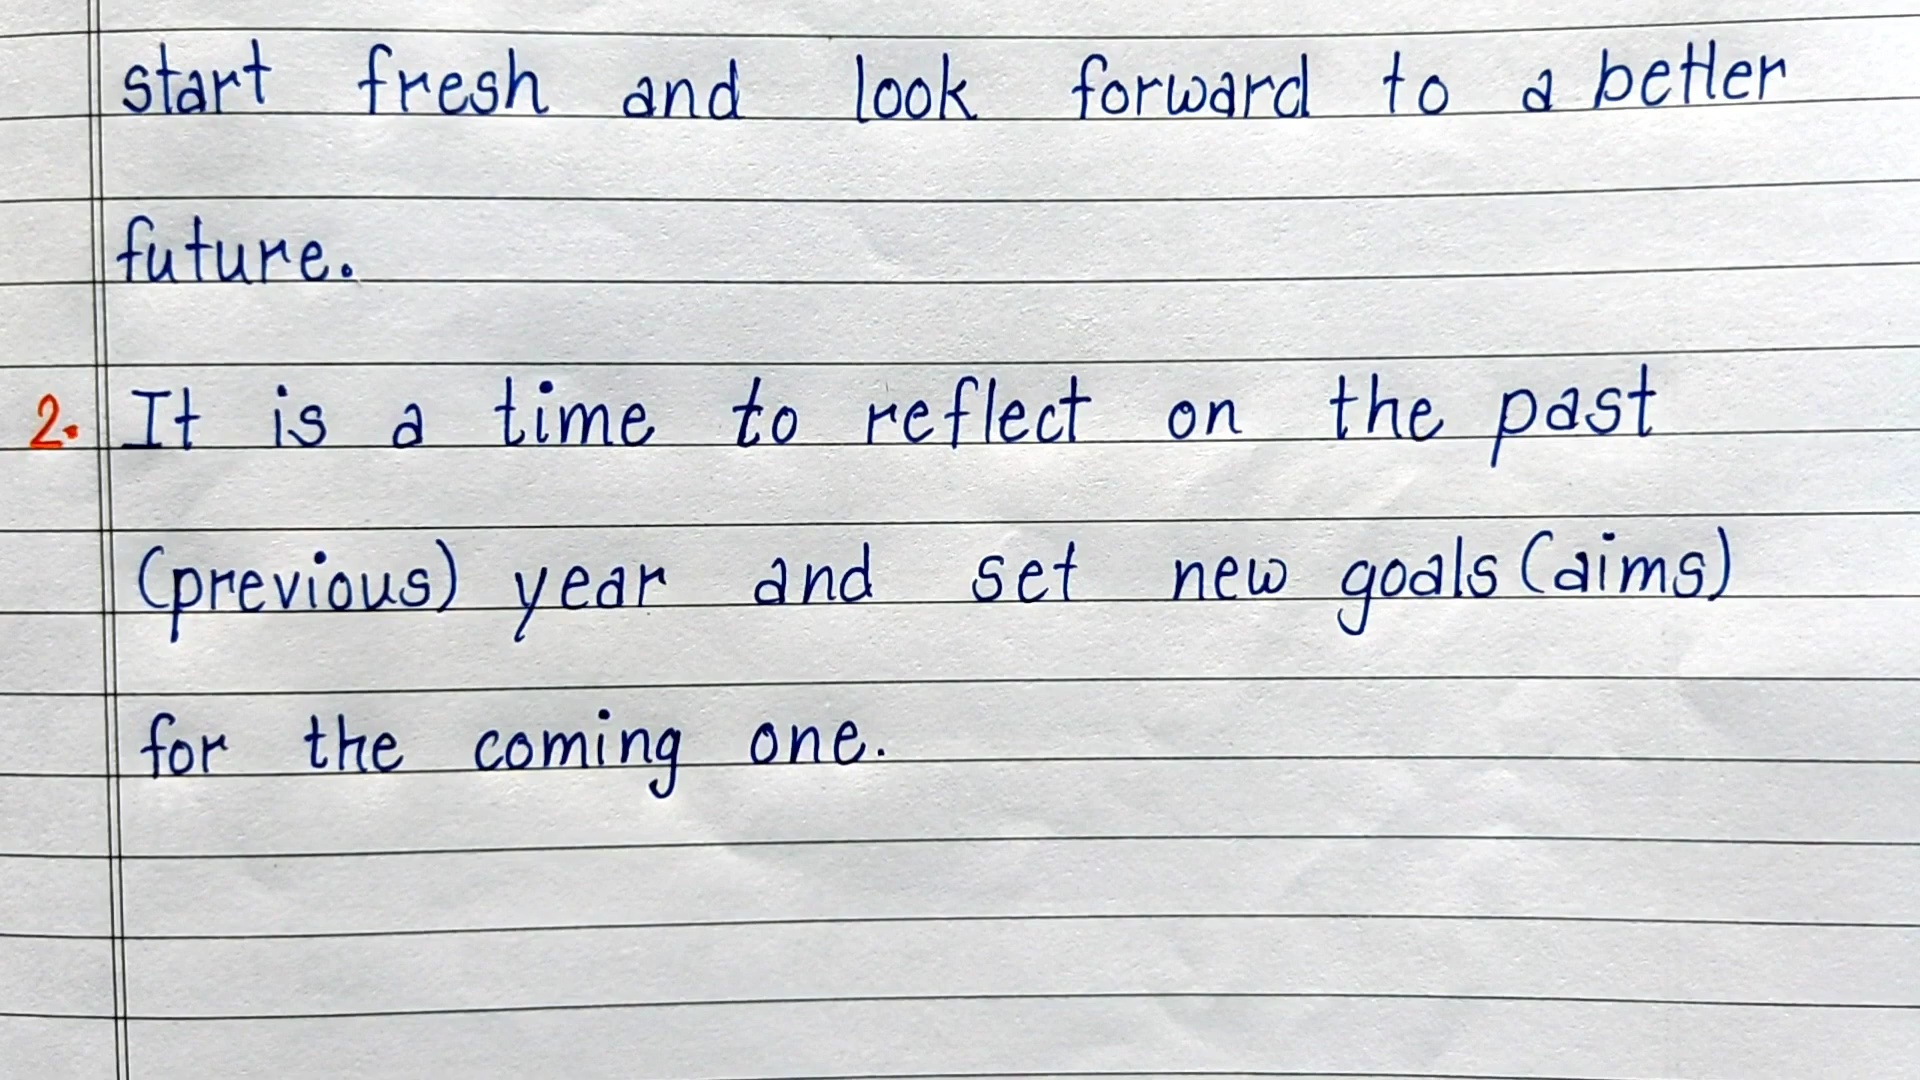 start fresh and look forward to a better
future.
2. It is a time to reflect on the past
(previous) year and set new goals (aims)
for the coming one.